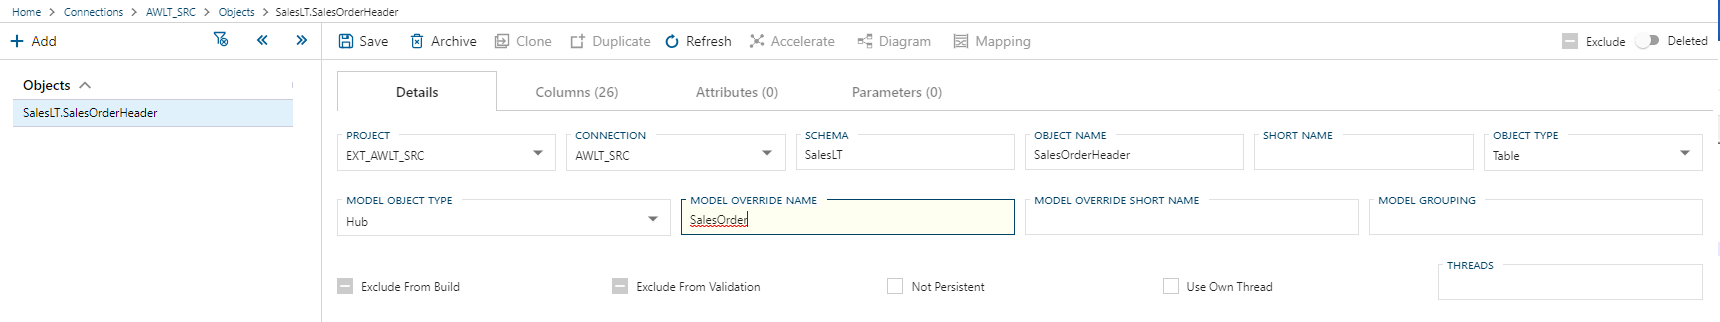 Home > Connections > AWLT_SRC > Objects > SalesLT.SalesOrderHeader
+ Add
Save Archive Clone Duplicate Refresh Accelerate Diagram Mapping Exclude Deleted
Objects
SalesLT.SalesOrderHeader
Details Columns (26) Attributes (0) Parameters (0)
PROJECT CONNECTION SCHEMA OBJECT NAME SHORT NAME OBJECT TYPE
EXT_AWLT_SRC AWLT_SRC SalesLT SalesOrderHeader Table
MODEL OBJECT TYPE MODEL OVERRIDE NAME MODEL OVERRIDE SHORT NAME MODEL GROUPING
Hub SalesOrder
THREADS
Exclude From Build Exclude From Validation Not Persistent Use Own Thread